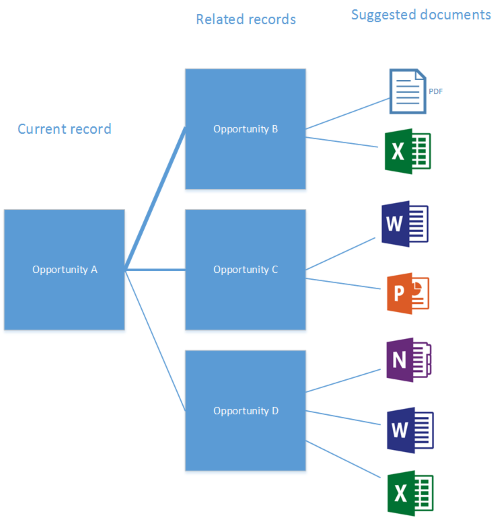 Suggested documents
Related records
Current record
PDF
Opportunity B
X
W
Opportunity A
Opportunity C
P
N
Opportunity D
W
X